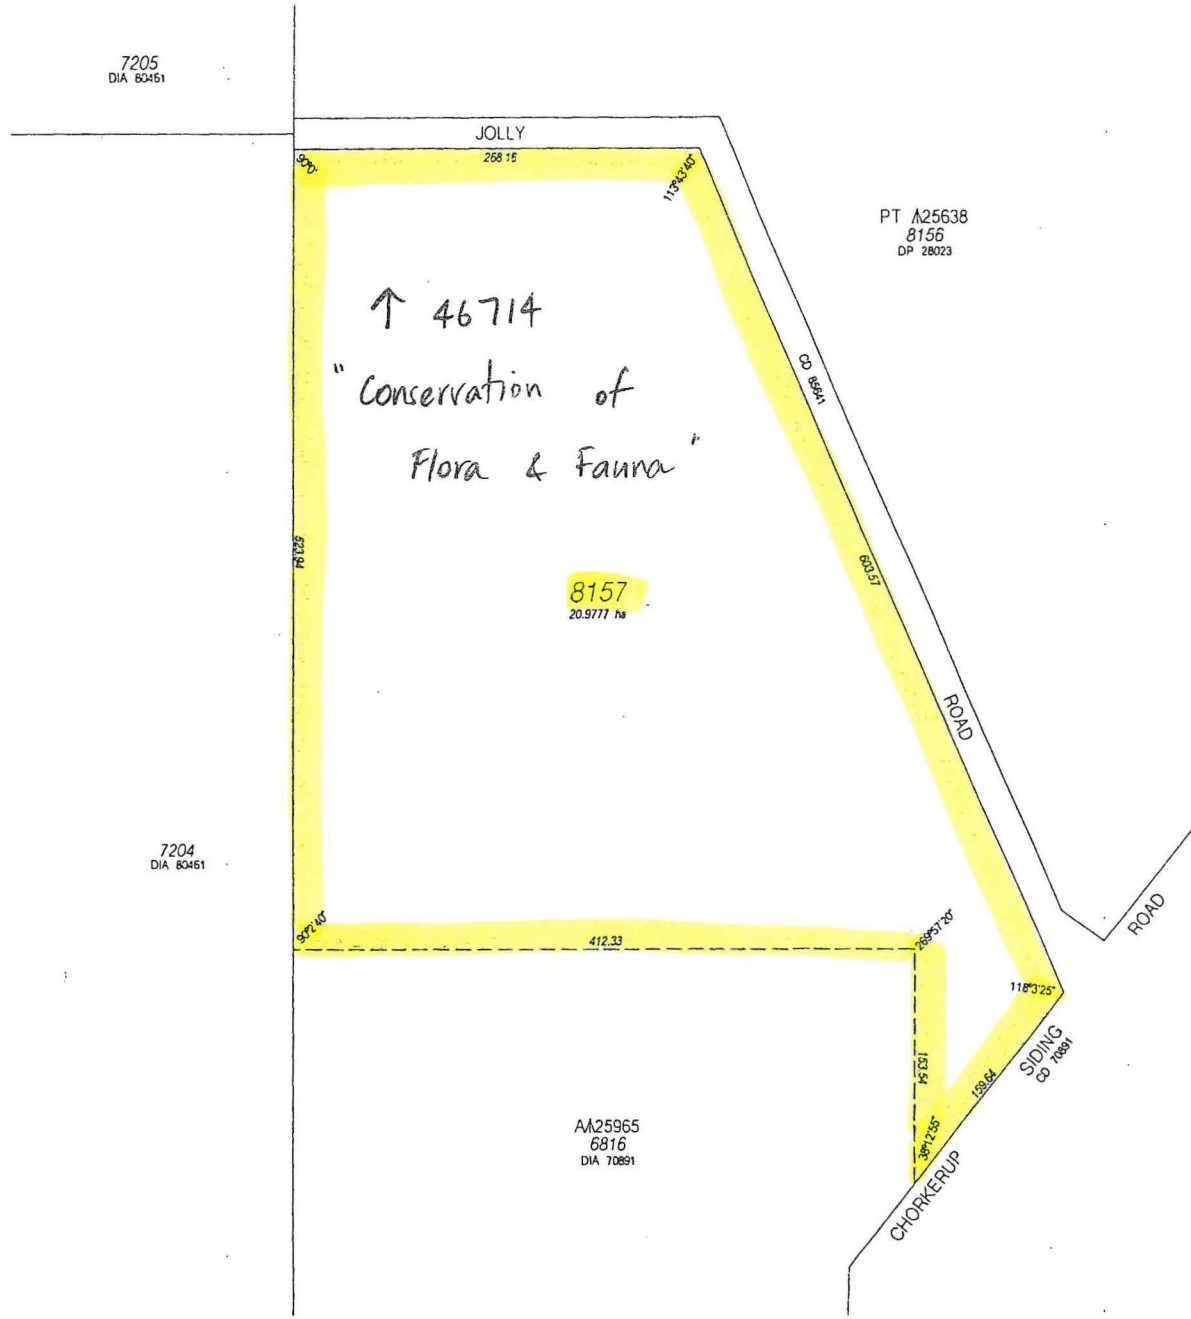 7205
DIA 80461
JOLLY
268.16
90°0'
113°43'40"
PT A25638
8156
DP 28023
↑ 46714
"Conservation of
Flora & Fauna"
CD 85641
523.94
603.57
8157
20.9777 ha
ROAD
7204
DIA 80461
90°2'40"
412.33
269°57'20"
ROAD
118°3'25"
SIDING
CD 70891
153.54
159.64
38°12'55"
A25965
6816
DIA 70891
CHORKERUP